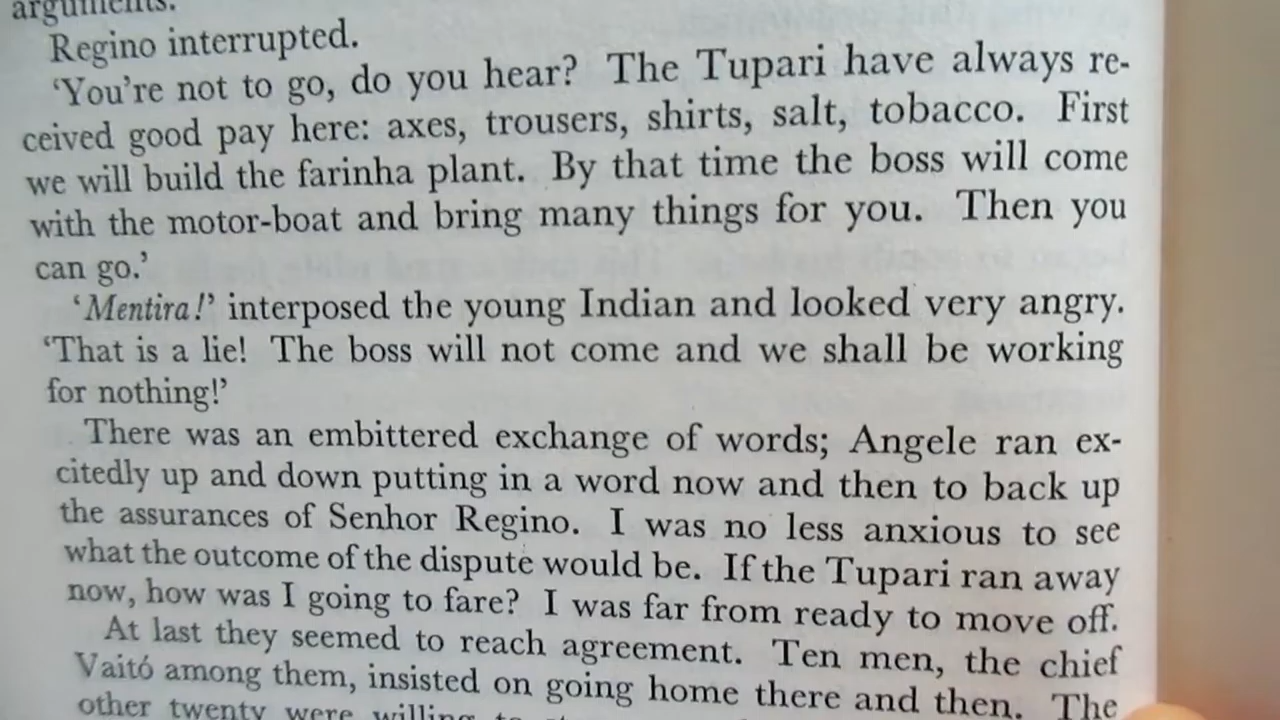 arguments.
Regino interrupted.
‘You’re not to go, do you hear? The Tupari have always re-
ceived good pay here: axes, trousers, shirts, salt, tobacco. First
we will build the farinha plant. By that time the boss will come
with the motor-boat and bring many things for you. Then you
can go.’
‘Mentira!’ interposed the young Indian and looked very angry.
‘That is a lie! The boss will not come and we shall be working
for nothing!’
There was an embittered exchange of words; Angele ran ex-
citedly up and down putting in a word now and then to back up
the assurances of Senhor Regino. I was no less anxious to see
what the outcome of the dispute would be. If the Tupari ran away
now, how was I going to fare? I was far from ready to move off.
At last they seemed to reach agreement. Ten men, the chief
Vaitó among them, insisted on going home there and then. The
other twenty were willing to